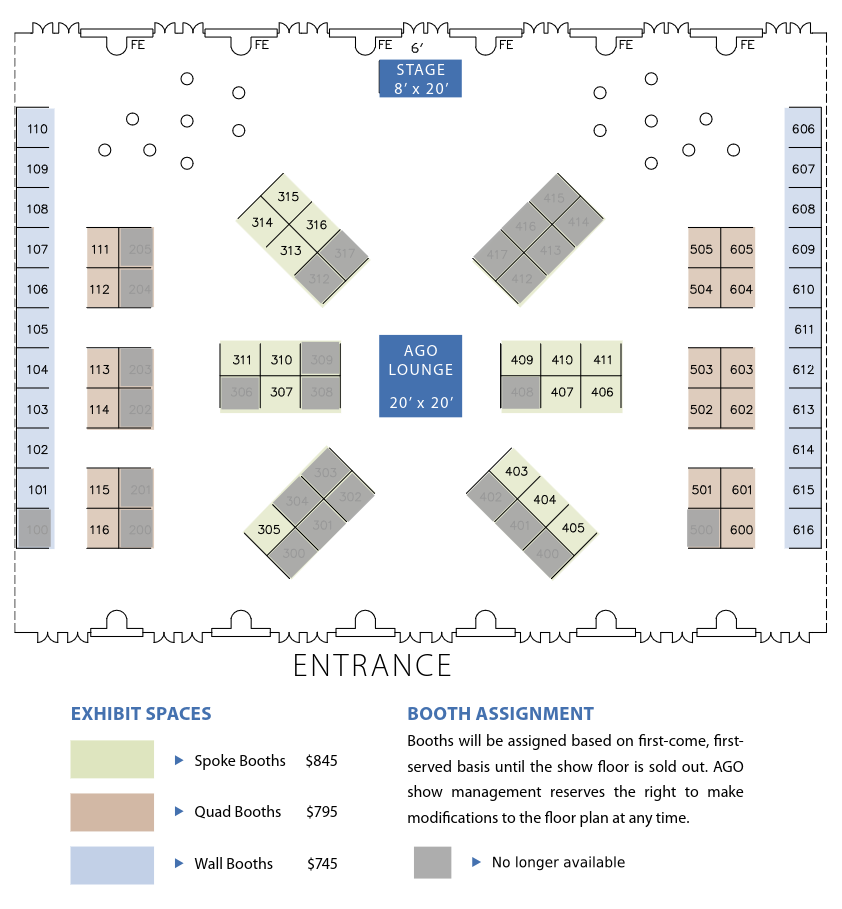 FE FE FE FE FE FE
6’
STAGE
8’ x 20’
110 606
109 607
108 608
107 609
106 610
105 611
104 612
103 613
102 614
101 615
100 616
111 205
112 204
113 203
114 202
115 201
116 200
315
314 316
313 317
312
415
416 414
417 413
412
505 605
504 604
503 603
502 602
501 601
500 600
311 310 309
306 307 308
AGO
LOUNGE
20’ x 20’
409 410 411
408 407 406
303
304 302
305 301
300
403
402 404
401 405
400
ENTRANCE
EXHIBIT SPACES
Spoke Booths $845
Quad Booths $795
Wall Booths $745
BOOTH ASSIGNMENT
Booths will be assigned based on first-come, first-
served basis until the show floor is sold out. AGO
show management reserves the right to make
modifications to the floor plan at any time.
No longer available